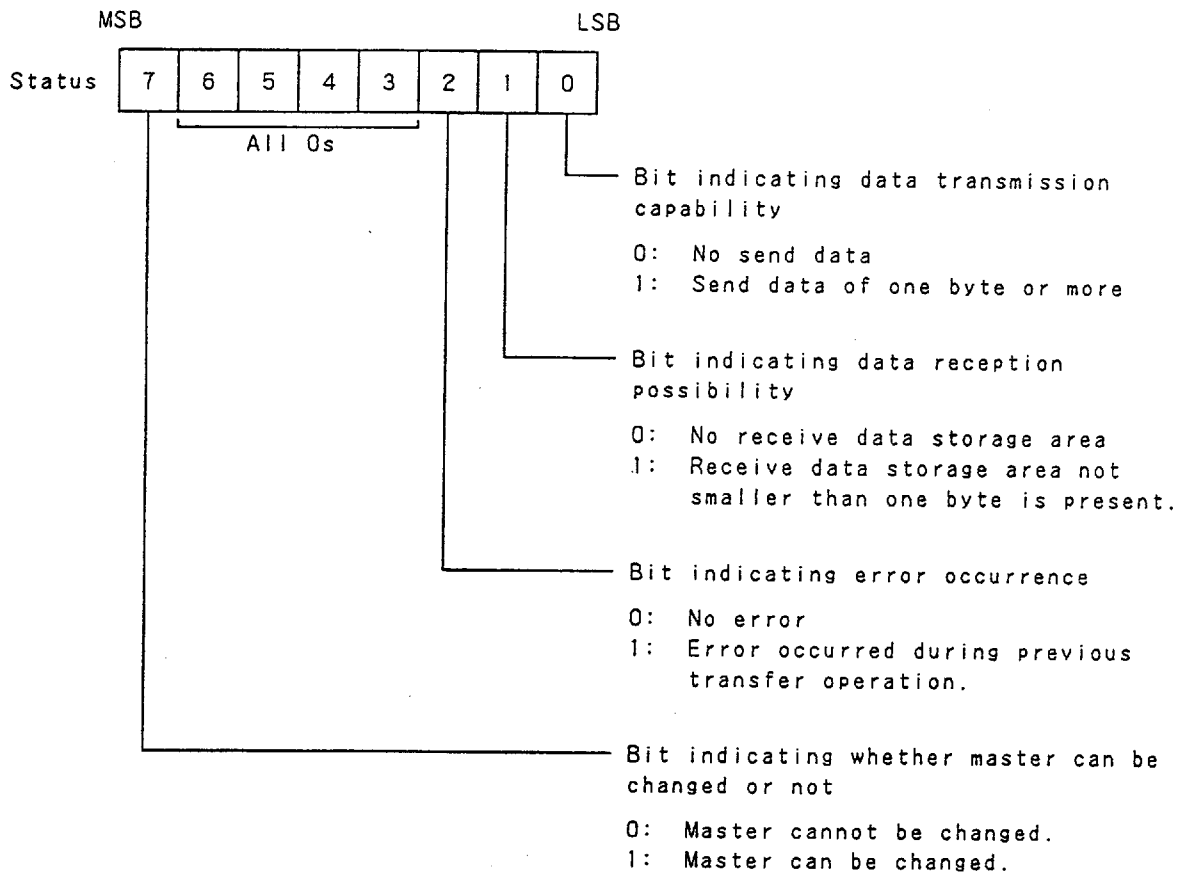 MSB LSB
Status 7 6 5 4 3 2 1 0
All 0s
Bit indicating data transmission
capability
0: No send data
1: Send data of one byte or more
Bit indicating data reception
possibility
0: No receive data storage area
1: Receive data storage area not
smaller than one byte is present.
Bit indicating error occurrence
0: No error
1: Error occurred during previous
transfer operation.
Bit indicating whether master can be
changed or not
0: Master cannot be changed.
1: Master can be changed.